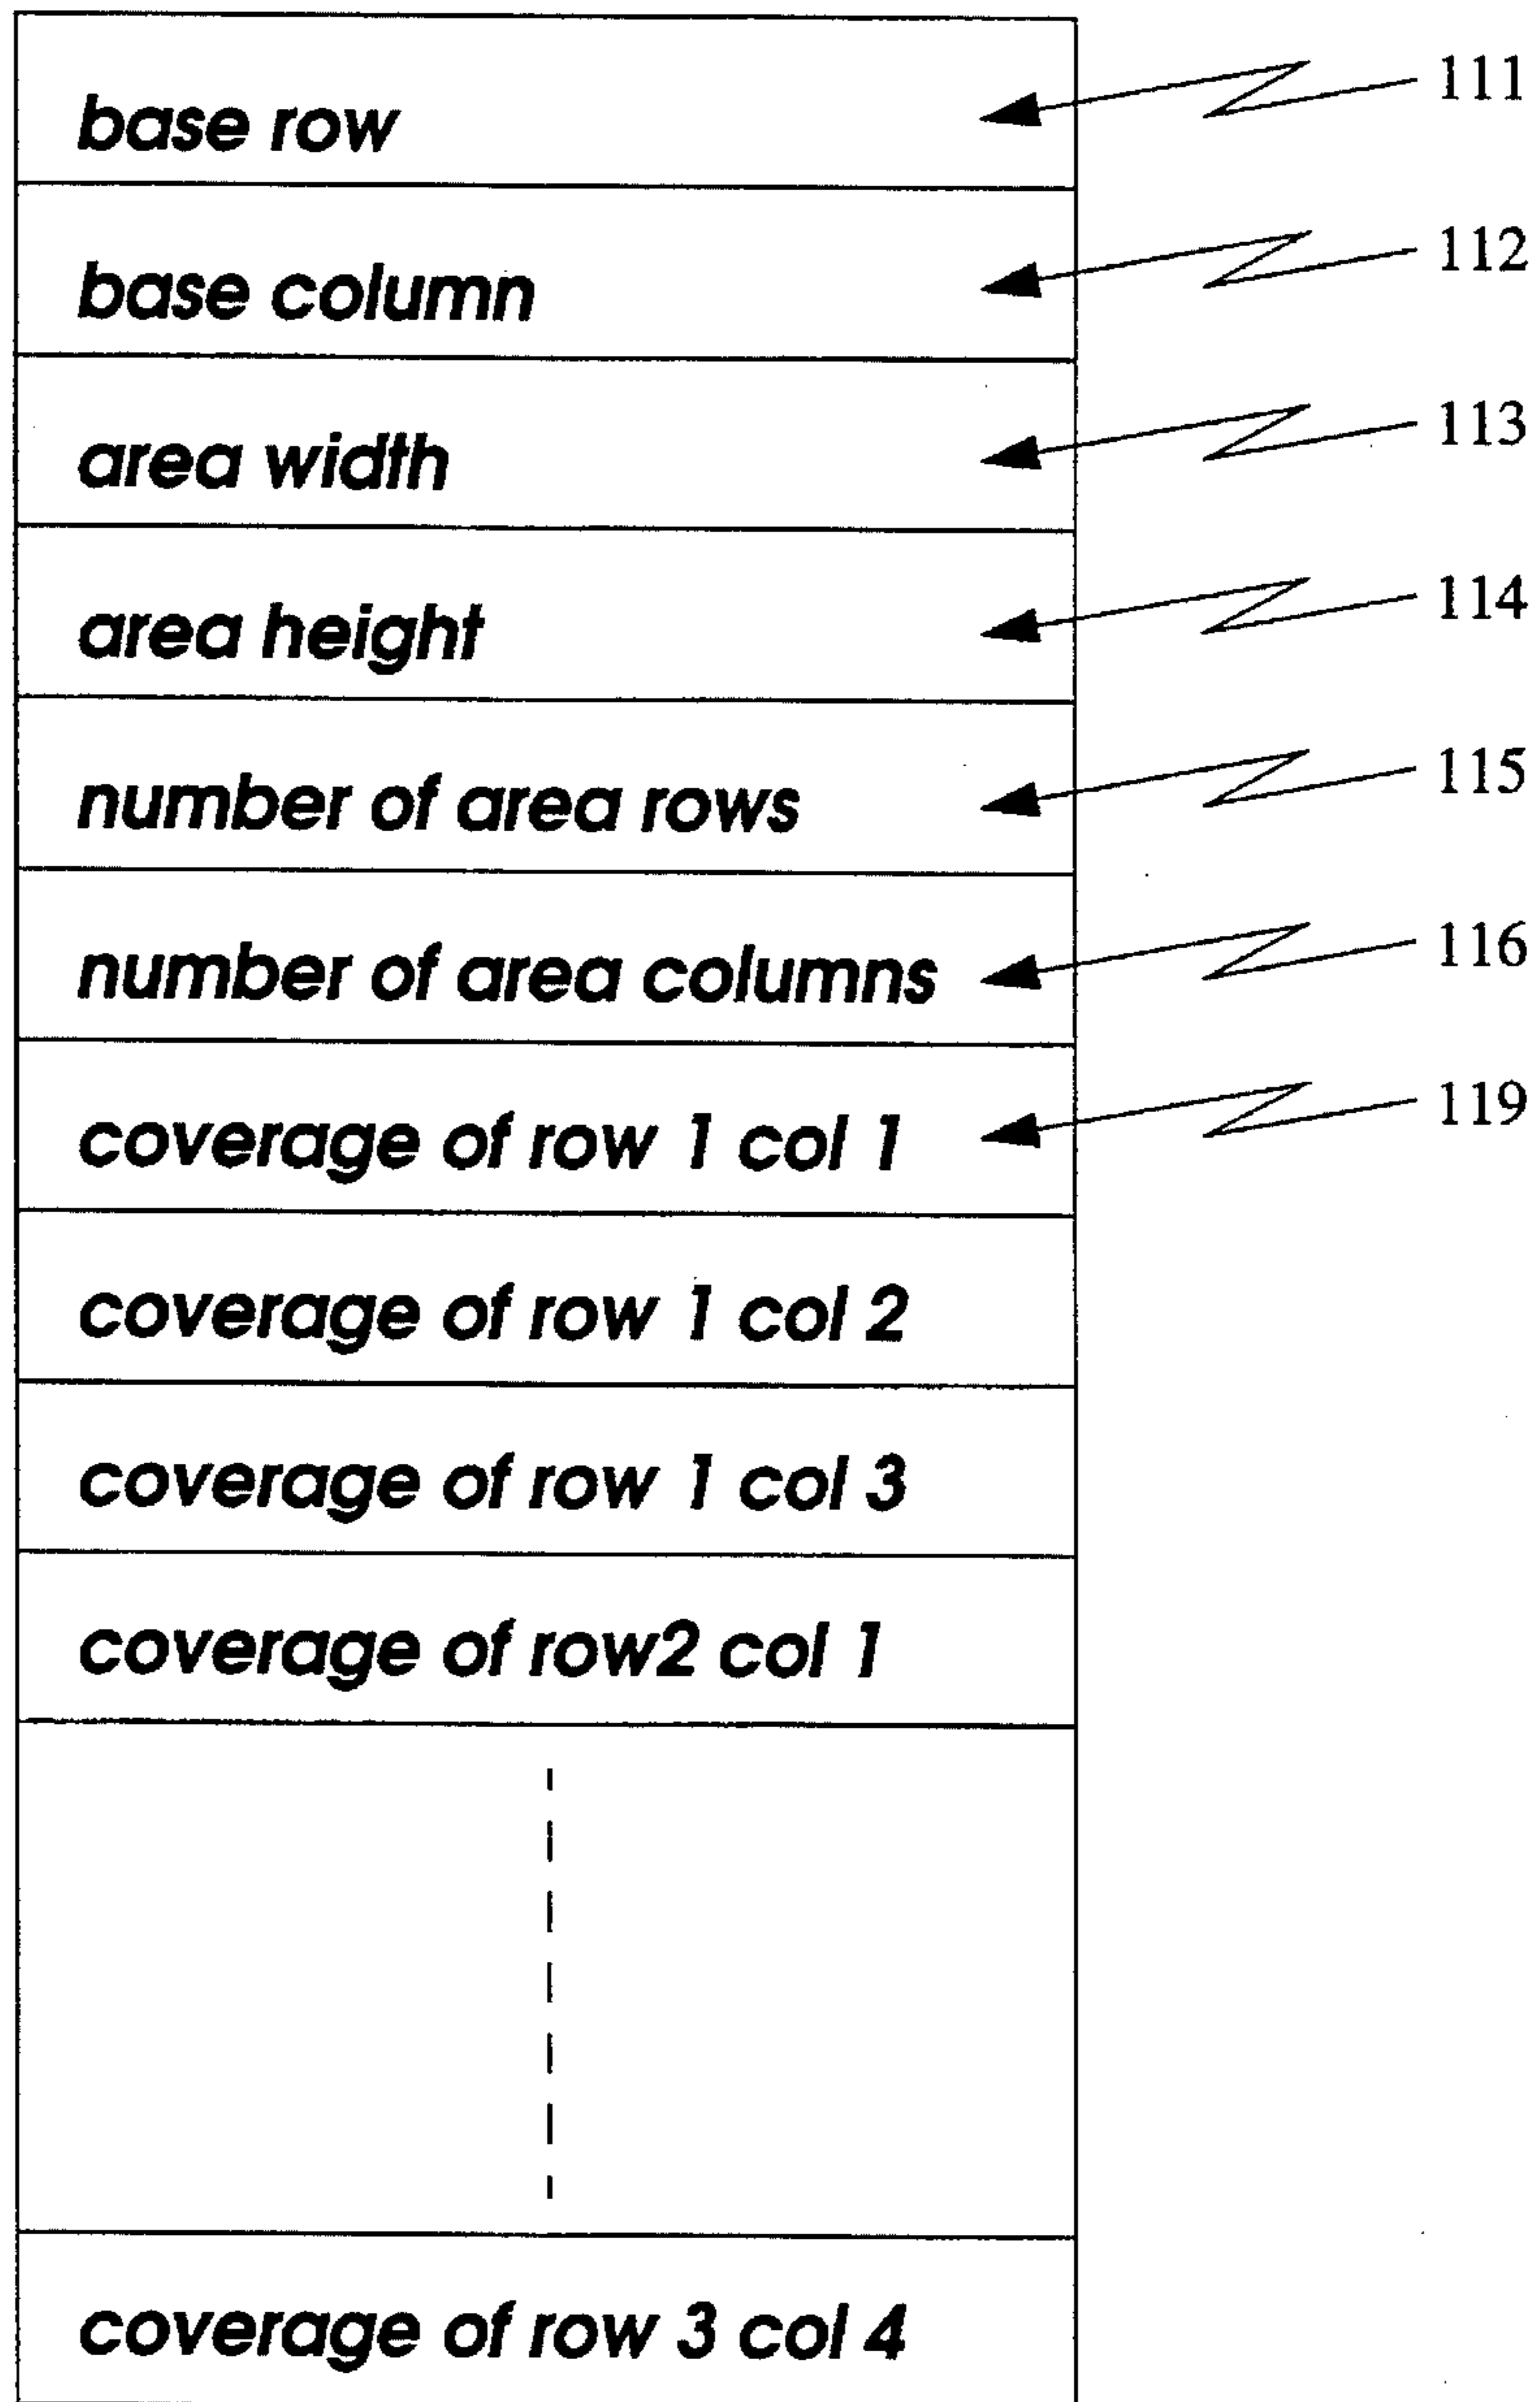 base row 111
base column 112
area width 113
area height 114
number of area rows 115
number of area columns 116
coverage of row 1 col 1 119
coverage of row 1 col 2
coverage of row 1 col 3
coverage of row2 col 1
coverage of row 3 col 4